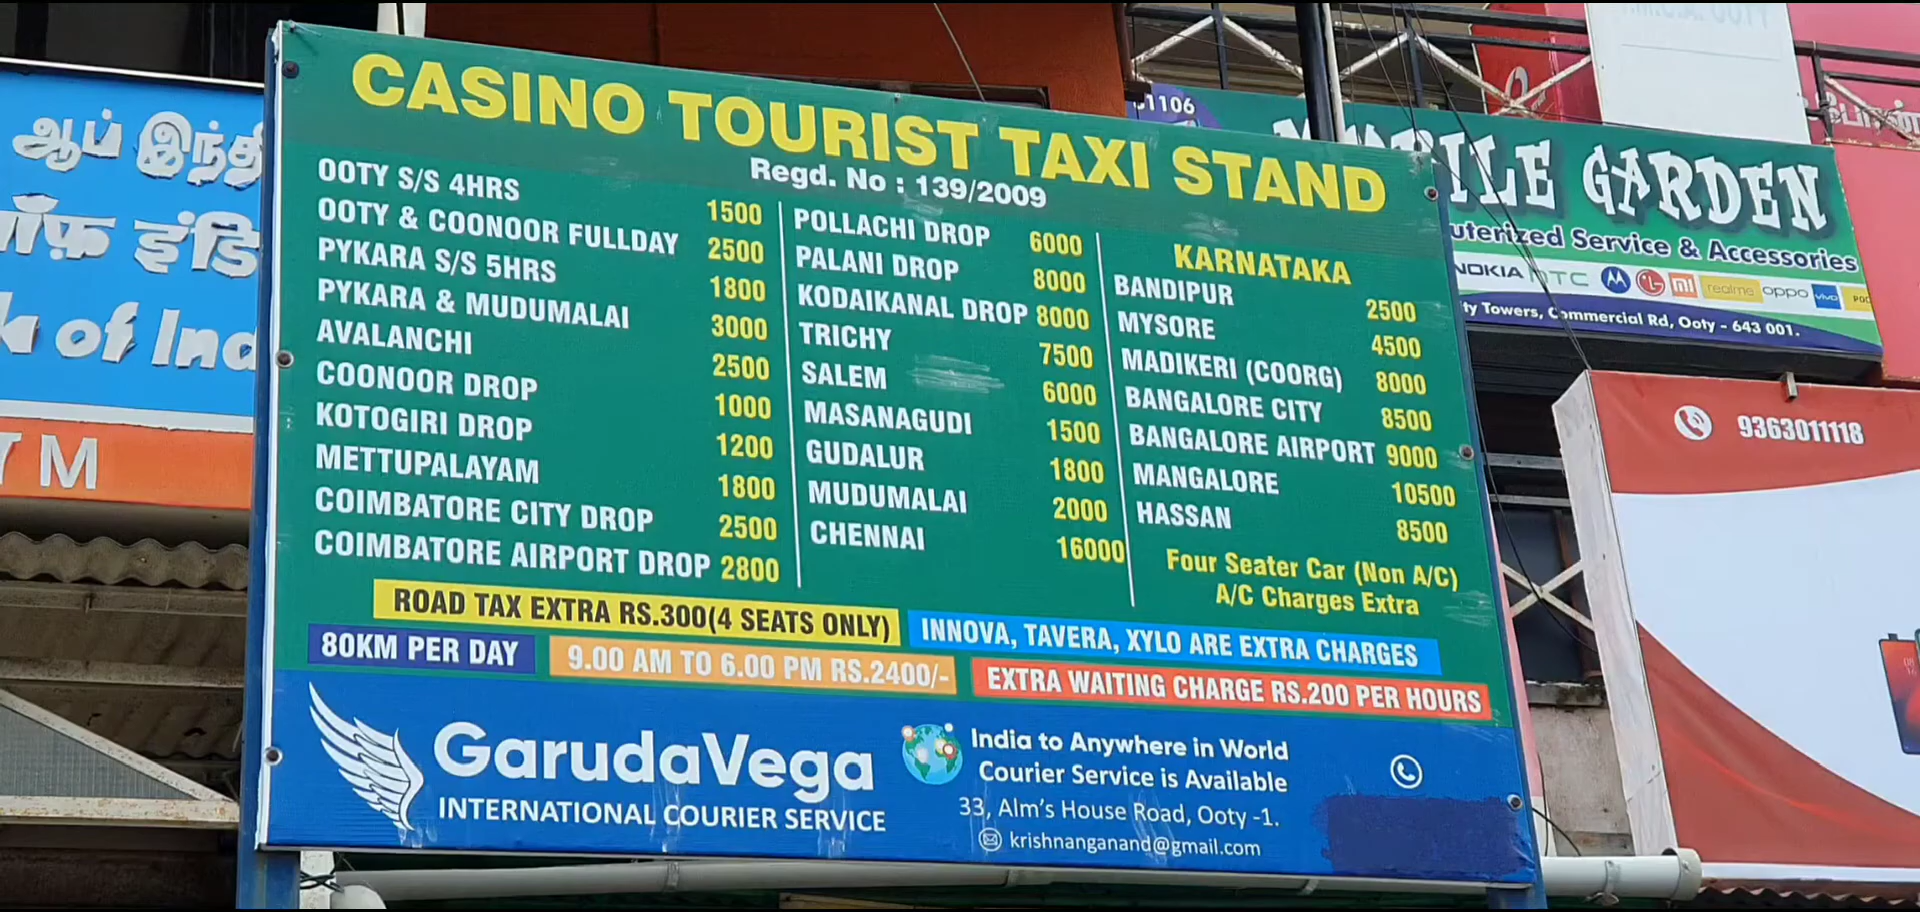 ஆப் இந்தி
ऑफ़ इंडि
k of Ind
YM
CASINO TOURIST TAXI STAND
Regd. No : 139/2009
OOTY S/S 4HRS 1500
OOTY & COONOOR FULLDAY 2500
PYKARA S/S 5HRS 1800
PYKARA & MUDUMALAI 3000
AVALANCHI 2500
COONOOR DROP 1000
KOTOGIRI DROP 1200
METTUPALAYAM 1800
COIMBATORE CITY DROP 2500
COIMBATORE AIRPORT DROP 2800
POLLACHI DROP 6000
PALANI DROP 8000
KODAIKANAL DROP 8000
TRICHY 7500
SALEM 6000
MASANAGUDI 1500
GUDALUR 1800
MUDUMALAI 2000
CHENNAI 16000
KARNATAKA
BANDIPUR 2500
MYSORE 4500
MADIKERI (COORG) 8000
BANGALORE CITY 8500
BANGALORE AIRPORT 9000
MANGALORE 10500
HASSAN 8500
Four Seater Car (Non A/C)
A/C Charges Extra
ROAD TAX EXTRA RS.300(4 SEATS ONLY)
INNOVA, TAVERA, XYLO ARE EXTRA CHARGES
80KM PER DAY
9.00 AM TO 6.00 PM RS.2400/-
EXTRA WAITING CHARGE RS.200 PER HOURS
GarudaVega
INTERNATIONAL COURIER SERVICE
India to Anywhere in World
Courier Service is Available
33, Alm's House Road, Ooty -1.
krishnanganand@gmail.com
1106
BILE GARDEN
uterized Service & Accessories
NOKIA hTC LG mi realme oppo vivo POC
ty Towers, Commercial Rd, Ooty - 643 001.
9363011118